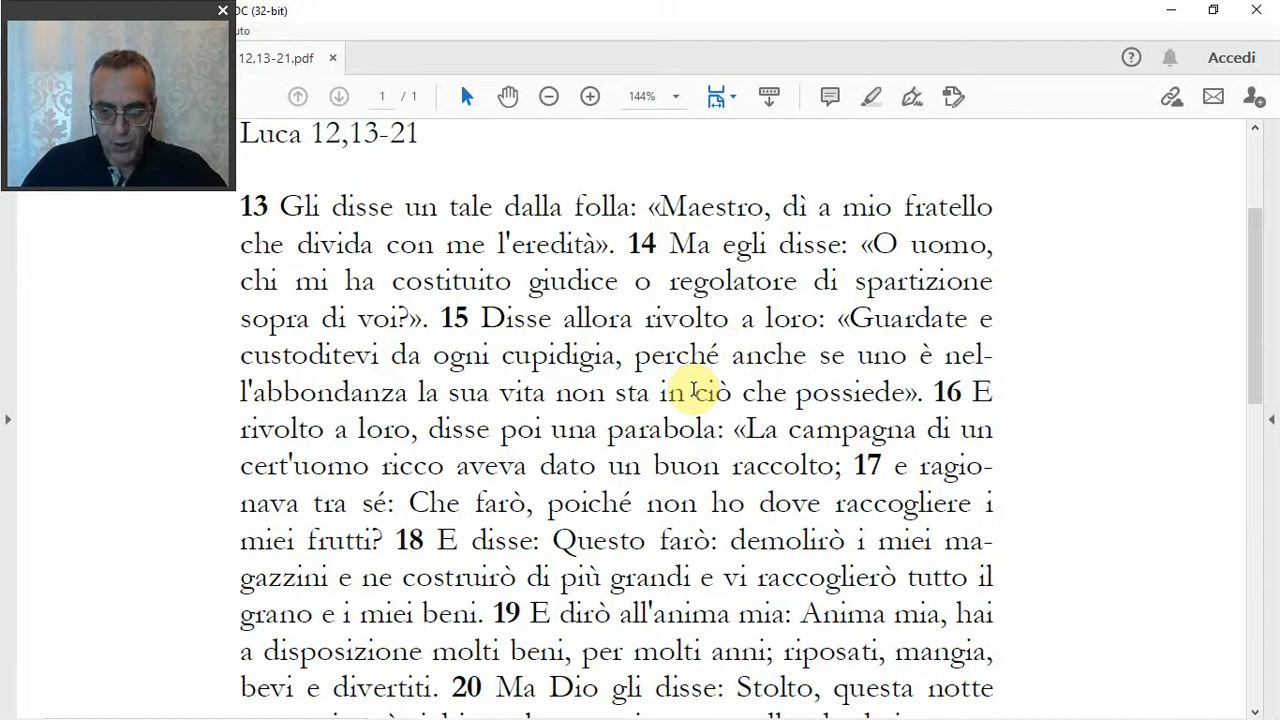 DC (32-bit)
uto
12,13-21.pdf
Accedi
1 / 1
144%
Luca 12,13-21
13 Gli disse un tale dalla folla: «Maestro, dì a mio fratello
che divida con me l'eredità». 14 Ma egli disse: «O uomo,
chi mi ha costituito giudice o regolatore di spartizione
sopra di voi?». 15 Disse allora rivolto a loro: «Guardate e
custoditevi da ogni cupidigia, perché anche se uno è nel-
l'abbondanza la sua vita non sta in ciò che possiede». 16 E
rivolto a loro, disse poi una parabola: «La campagna di un
cert'uomo ricco aveva dato un buon raccolto; 17 e ragio-
nava tra sé: Che farò, poiché non ho dove raccogliere i
miei frutti? 18 E disse: Questo farò: demolirò i miei ma-
gazzini e ne costruirò di più grandi e vi raccoglierò tutto il
grano e i miei beni. 19 E dirò all'anima mia: Anima mia, hai
a disposizione molti beni, per molti anni; riposati, mangia,
bevi e divertiti. 20 Ma Dio gli disse: Stolto, questa notte